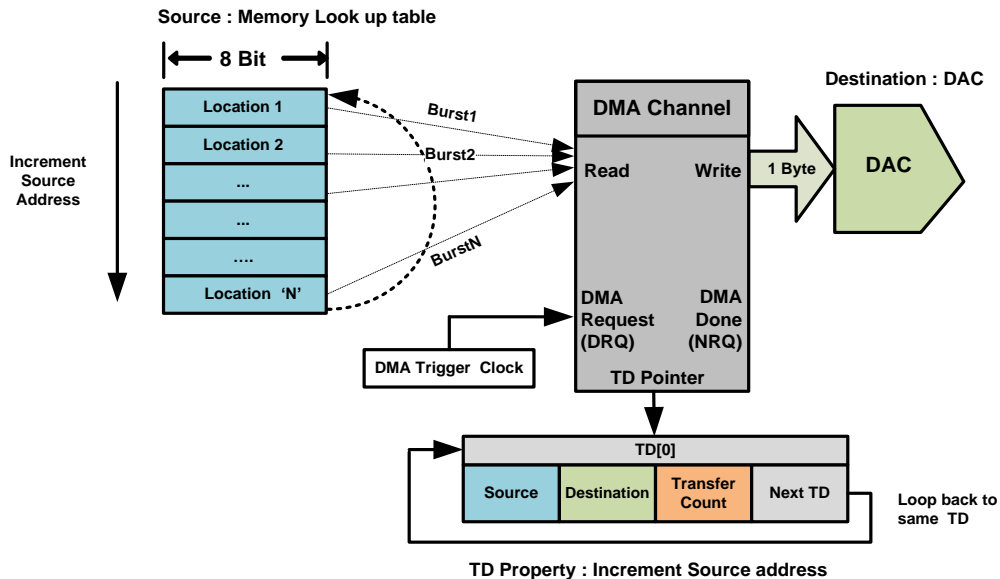 Source : Memory Look up table
8 Bit
Increment
Source
Address
Location 1
Location 2
...
...
....
Location 'N'
Burst1
Burst2
BurstN
DMA Channel
Read
Write
DMA
Request
(DRQ)
DMA
Done
(NRQ)
TD Pointer
1 Byte
Destination : DAC
DAC
DMA Trigger Clock
TD[0]
Source
Destination
Transfer
Count
Next TD
Loop back to
same TD
TD Property : Increment Source address